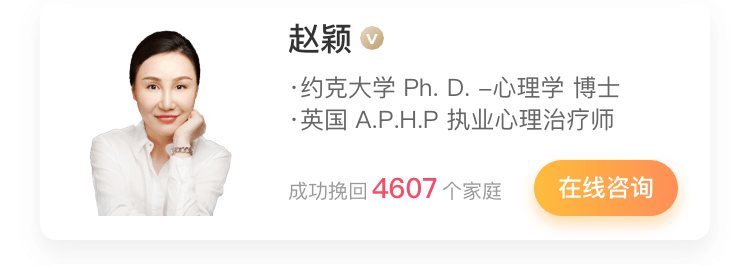 赵颖 V
·约克大学 Ph. D. -心理学 博士
·英国 A.P.H.P 执业心理治疗师
成功挽回 4607 个家庭
在线咨询